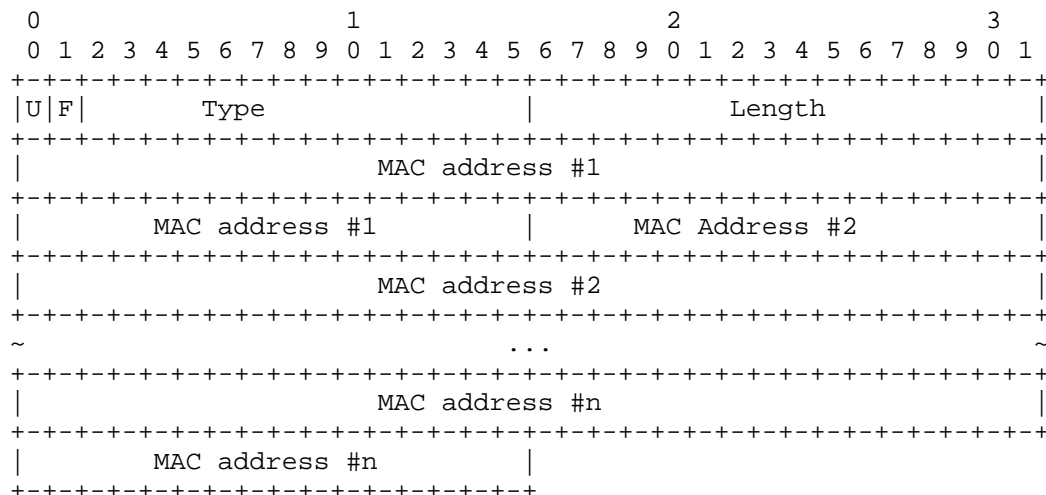 0                   1                   2                   3
 0 1 2 3 4 5 6 7 8 9 0 1 2 3 4 5 6 7 8 9 0 1 2 3 4 5 6 7 8 9 0 1
+-+-+-+-+-+-+-+-+-+-+-+-+-+-+-+-+-+-+-+-+-+-+-+-+-+-+-+-+-+-+-+-+
|U|F|       Type                |            Length             |
+-+-+-+-+-+-+-+-+-+-+-+-+-+-+-+-+-+-+-+-+-+-+-+-+-+-+-+-+-+-+-+-+
|                      MAC address #1                           |
+-+-+-+-+-+-+-+-+-+-+-+-+-+-+-+-+-+-+-+-+-+-+-+-+-+-+-+-+-+-+-+-+
|        MAC address #1         |      MAC Address #2           |
+-+-+-+-+-+-+-+-+-+-+-+-+-+-+-+-+-+-+-+-+-+-+-+-+-+-+-+-+-+-+-+-+
|                      MAC address #2                           |
+-+-+-+-+-+-+-+-+-+-+-+-+-+-+-+-+-+-+-+-+-+-+-+-+-+-+-+-+-+-+-+-+
~                              ...                              ~
+-+-+-+-+-+-+-+-+-+-+-+-+-+-+-+-+-+-+-+-+-+-+-+-+-+-+-+-+-+-+-+-+
|                      MAC address #n                           |
+-+-+-+-+-+-+-+-+-+-+-+-+-+-+-+-+-+-+-+-+-+-+-+-+-+-+-+-+-+-+-+-+
|        MAC address #n         |
+-+-+-+-+-+-+-+-+-+-+-+-+-+-+-+-+